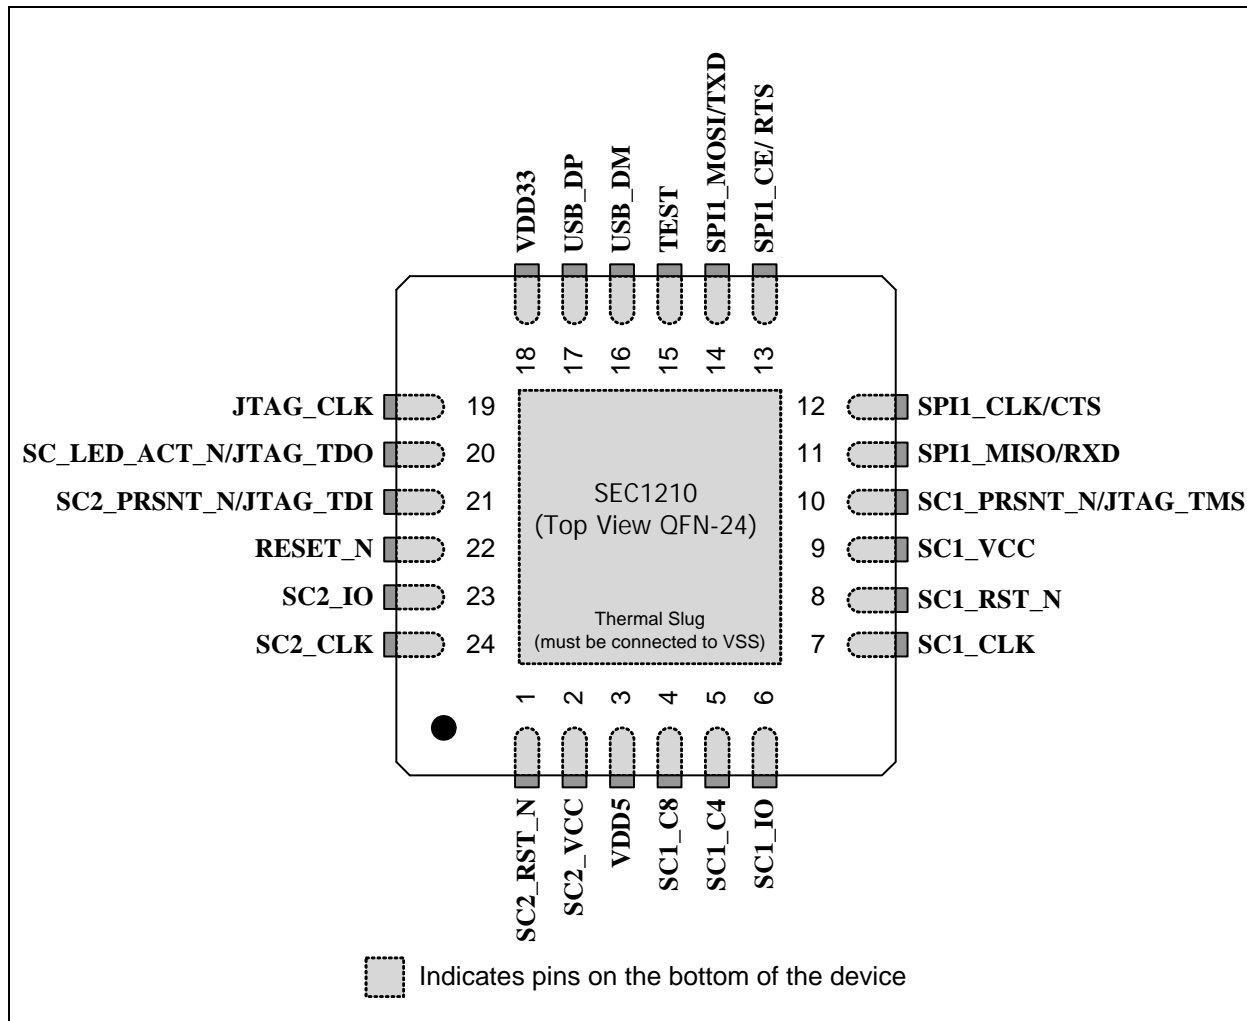 VDD33
USB_DP
USB_DM
TEST
SPI1_MOSI/TXD
SPI1_CE/ RTS
18
17
16
15
14
13
JTAG_CLK
19
SC_LED_ACT_N/JTAG_TDO
20
SC2_PRSNT_N/JTAG_TDI
21
RESET_N
22
SC2_IO
23
SC2_CLK
24
SEC1210
(Top View QFN-24)
Thermal Slug
(must be connected to VSS)
12
SPI1_CLK/CTS
11
SPI1_MISO/RXD
10
SC1_PRSNT_N/JTAG_TMS
9
SC1_VCC
8
SC1_RST_N
7
SC1_CLK
1
2
3
4
5
6
SC2_RST_N
SC2_VCC
VDD5
SC1_C8
SC1_C4
SC1_IO
Indicates pins on the bottom of the device